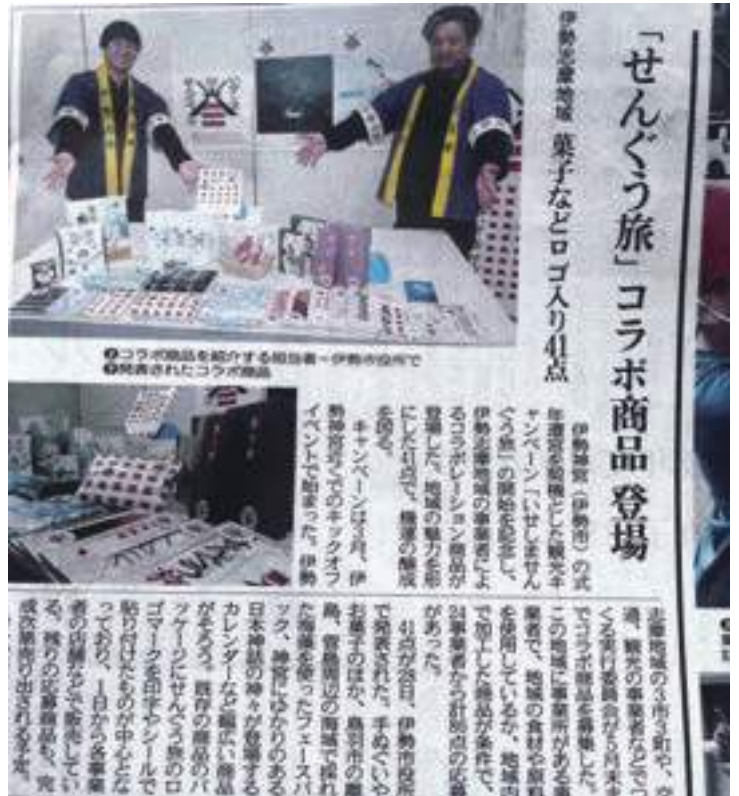 「せんぐう旅」コラボ商品 登場
伊勢志摩地域 菓子などロゴ入り41点
コラボ商品を紹介する担当者＝伊勢市役所で
発表されたコラボ商品
伊勢神宮（伊勢市）の式
年遷宮を契機とした観光キ
ャンペーン「いせしません
ぐう旅」の開始を記念し、
伊勢志摩地域の事業者によ
るコラボレーション商品が
登場した。地域の魅力を形
にした41点で、機運の醸成
を図る。
キャンペーンは3月、伊
勢神宮近くでのキックオフ
イベントで始まった。伊勢
志摩地域の3市3町や、交
通、観光の事業者などでつ
くる実行委員会が5月末ま
でコラボ商品を募集した。
この地域に事業所がある事
業者で、地域の食材や原料
を使用しているか、地域内
で加工した商品が条件で、
24事業者から計 点の応募
があった。
41点が28日、伊勢市役所
で発表された。手ぬぐいや
お菓子のほか、鳥羽市の離
島、菅島周辺の海域で採れ
た海藻を使ったフェースパ
ック、神宮にゆかりのある
日本神話の神々が登場する
カレンダーなど幅広い商品
がそろう。既存の商品のパ
ッケージにせんぐう旅のロ
ゴマークを印字やシールで
貼り付けたものが中心とな
っており、1日から各事業
者の店舗などで販売してい
る。残りの応募商品も、完
成次第売り出される予定。